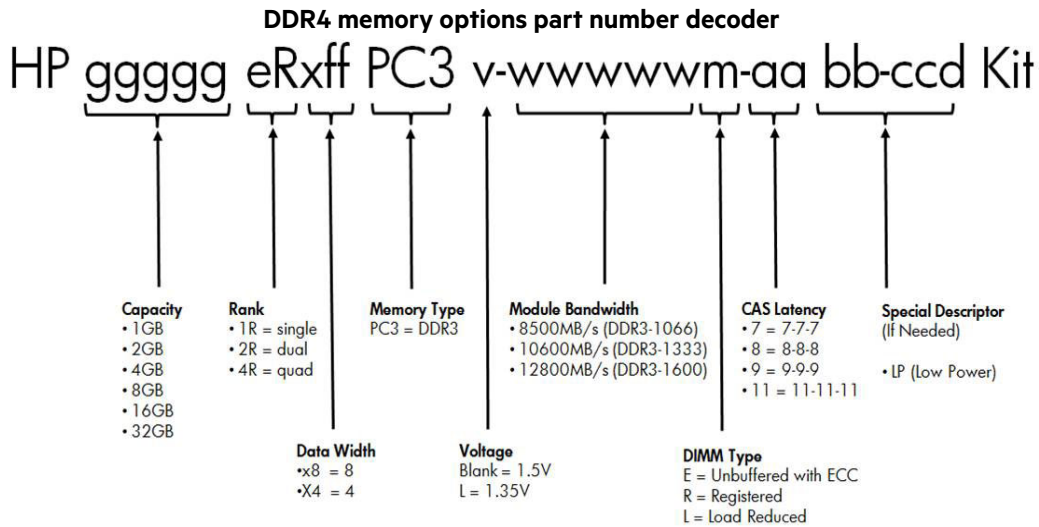 DDR4 memory options part number decoder
HP ggggg eRxff PC3 v-wwwwwm-aa bb-ccd Kit
Capacity
• 1GB
• 2GB
• 4GB
• 8GB
• 16GB
• 32GB
Rank
• 1R = single
• 2R = dual
• 4R = quad
Memory Type
PC3 = DDR3
Module Bandwidth
• 8500MB/s (DDR3-1066)
• 10600MB/s (DDR3-1333)
• 12800MB/s (DDR3-1600)
CAS Latency
• 7 = 7-7-7
• 8 = 8-8-8
• 9 = 9-9-9
• 11 = 11-11-11
Special Descriptor
(If Needed)
• LP (Low Power)
Data Width
•x8 = 8
•X4 = 4
Voltage
Blank = 1.5V
L = 1.35V
DIMM Type
E = Unbuffered with ECC
R = Registered
L = Load Reduced